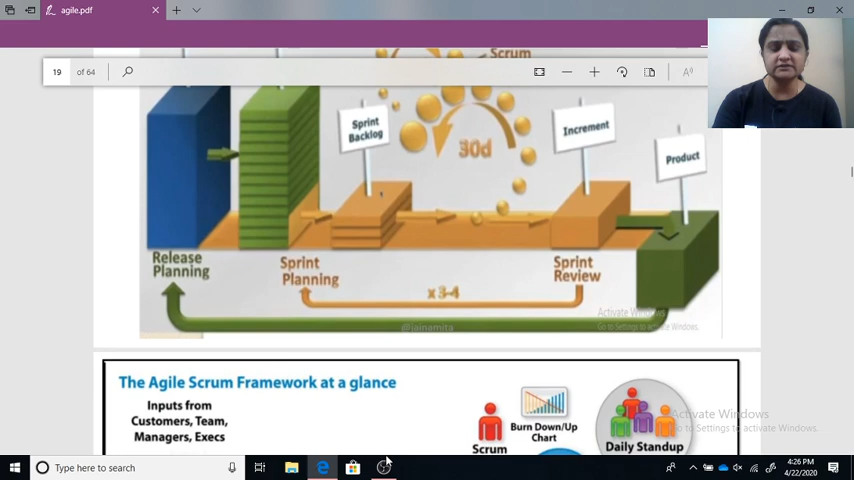 agile.pdf
Scrum
19 of 64
Sprint
Backlog
30d
Increment
Product
Release
Planning
Sprint
Planning
Sprint
Review
x 3-4
@jainamita
Activate Windows
Go to Settings to activate Windows.
The Agile Scrum Framework at a glance
Inputs from
Customers, Team,
Managers, Execs
Scrum
Burn Down/Up
Chart
Daily Standup
Activate Windows
Go to Settings to activate Windows.
Type here to search
4:26 PM
4/22/2020